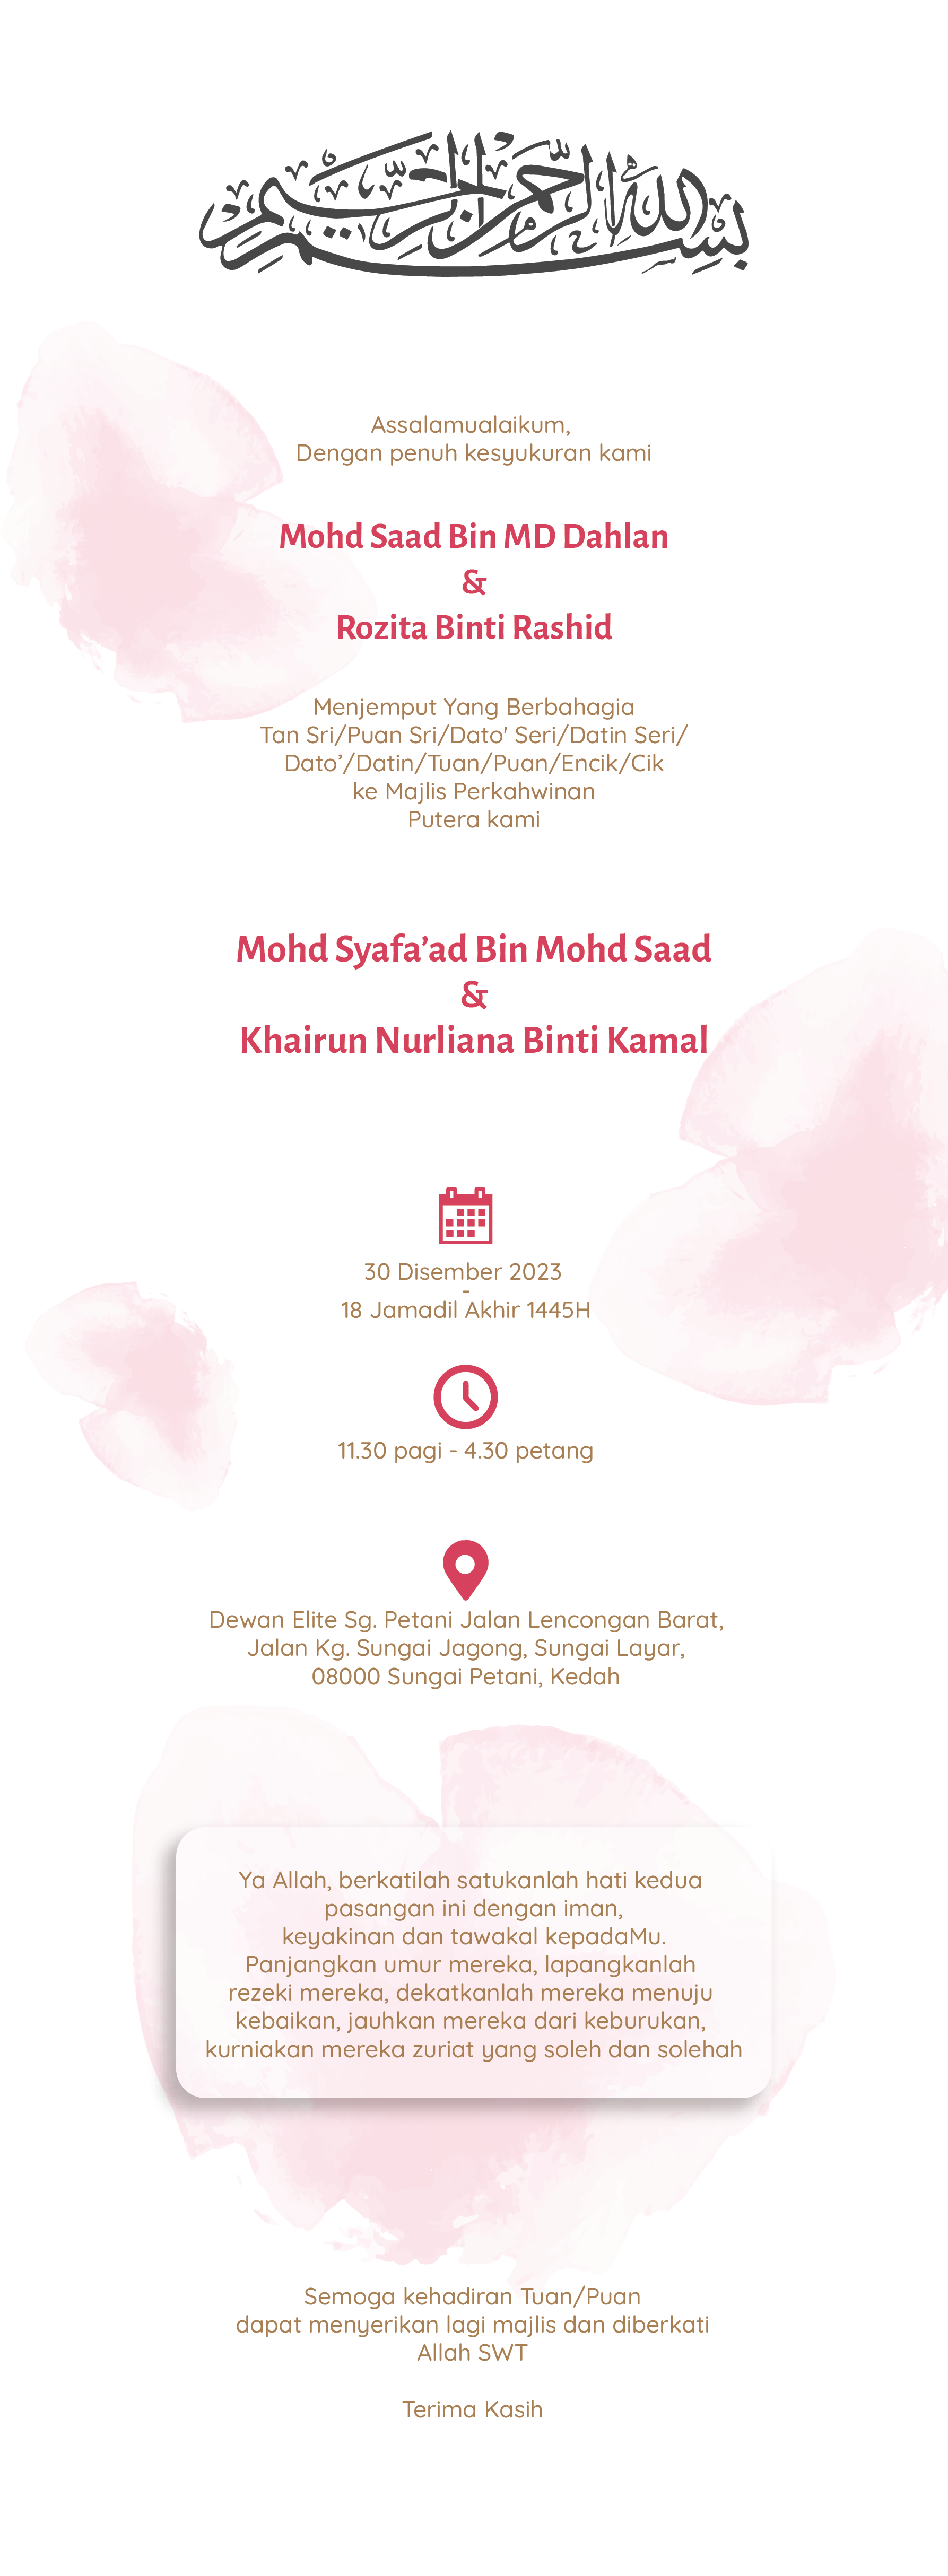 بسم الله الرحمن الرحيم
Assalamualaikum,
Dengan penuh kesyukuran kami
Mohd Saad Bin MD Dahlan
&
Rozita Binti Rashid
Menjemput Yang Berbahagia
Tan Sri/Puan Sri/Dato' Seri/Datin Seri/
Dato’/Datin/Tuan/Puan/Encik/Cik
ke Majlis Perkahwinan
Putera kami
Mohd Syafa’ad Bin Mohd Saad
&
Khairun Nurliana Binti Kamal
30 Disember 2023
-
18 Jamadil Akhir 1445H
11.30 pagi - 4.30 petang
Dewan Elite Sg. Petani Jalan Lencongan Barat,
Jalan Kg. Sungai Jagong, Sungai Layar,
08000 Sungai Petani, Kedah
Ya Allah, berkatilah satukanlah hati kedua
pasangan ini dengan iman,
keyakinan dan tawakal kepadaMu.
Panjangkan umur mereka, lapangkanlah
rezeki mereka, dekatkanlah mereka menuju
kebaikan, jauhkan mereka dari keburukan,
kurniakan mereka zuriat yang soleh dan solehah
Semoga kehadiran Tuan/Puan
dapat menyerikan lagi majlis dan diberkati
Allah SWT
Terima Kasih